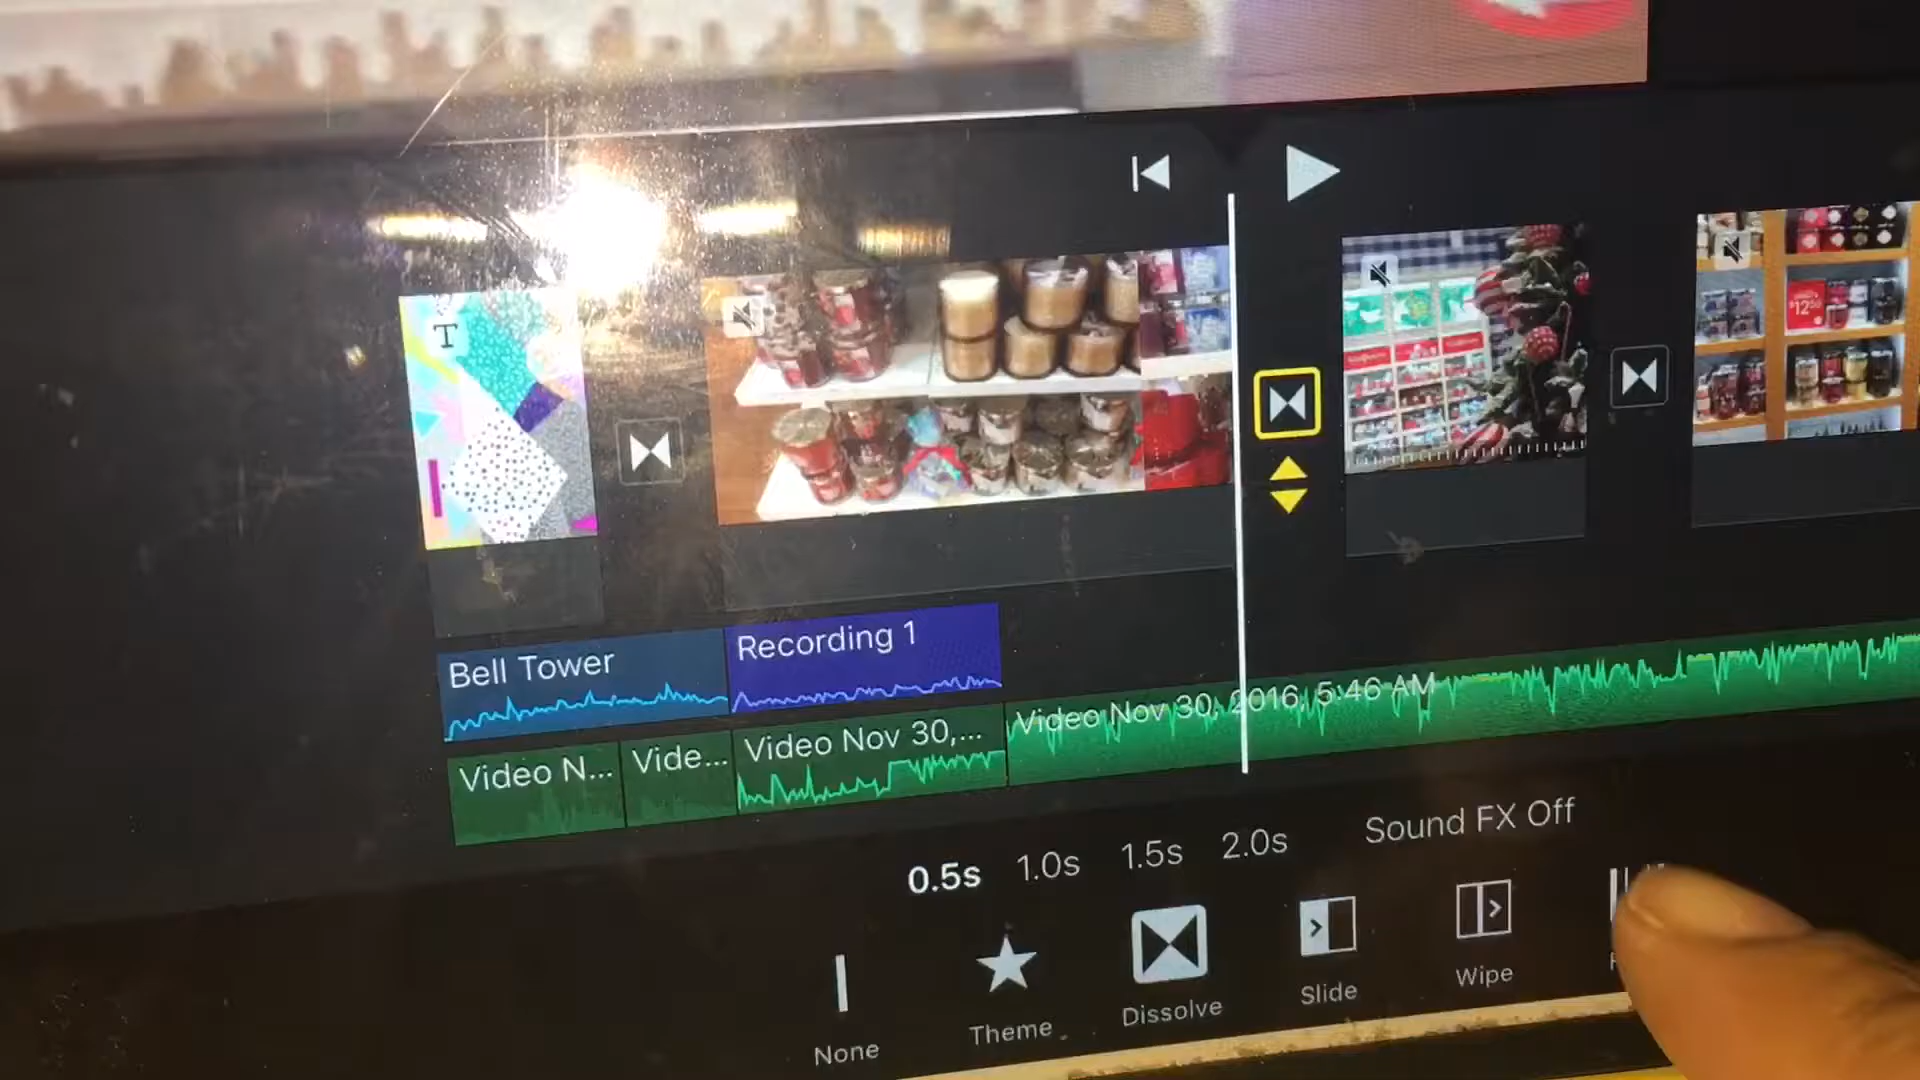 T
Bell Tower
Recording 1
Video N...
Vide...
Video Nov 30,...
Video Nov 30, 2016, 5:46 AM
0.5s
1.0s
1.5s
2.0s
Sound FX Off
None
Theme
Dissolve
Slide
Wipe